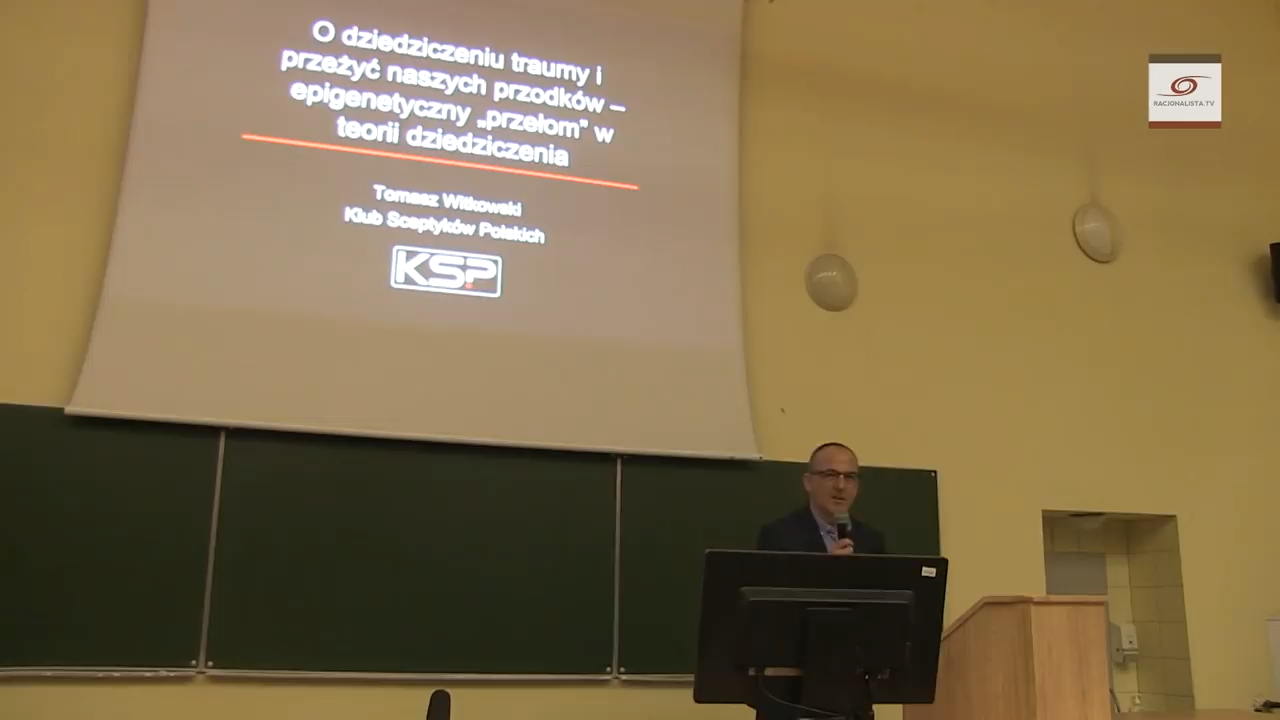 O dziedziczeniu traumy i
przeżyć naszych przodków –
epigenetyczny „przełom” w
teorii dziedziczenia
Tomasz Witkowski
Klub Sceptyków Polskich
KSP
RACJONALISTA.TV